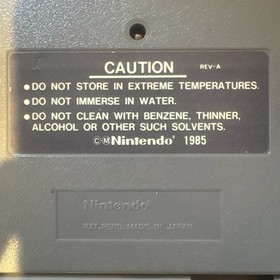 CAUTION REV-A
●DO NOT STORE IN EXTREME TEMPERATURES.
●DO NOT IMMERSE IN WATER.
●DO NOT CLEAN WITH BENZENE, THINNER,
ALCOHOL OR OTHER SUCH SOLVENTS.
©Ⓜ Nintendo® 1985
Nintendo®
PAT. PEND. MADE IN JAPAN